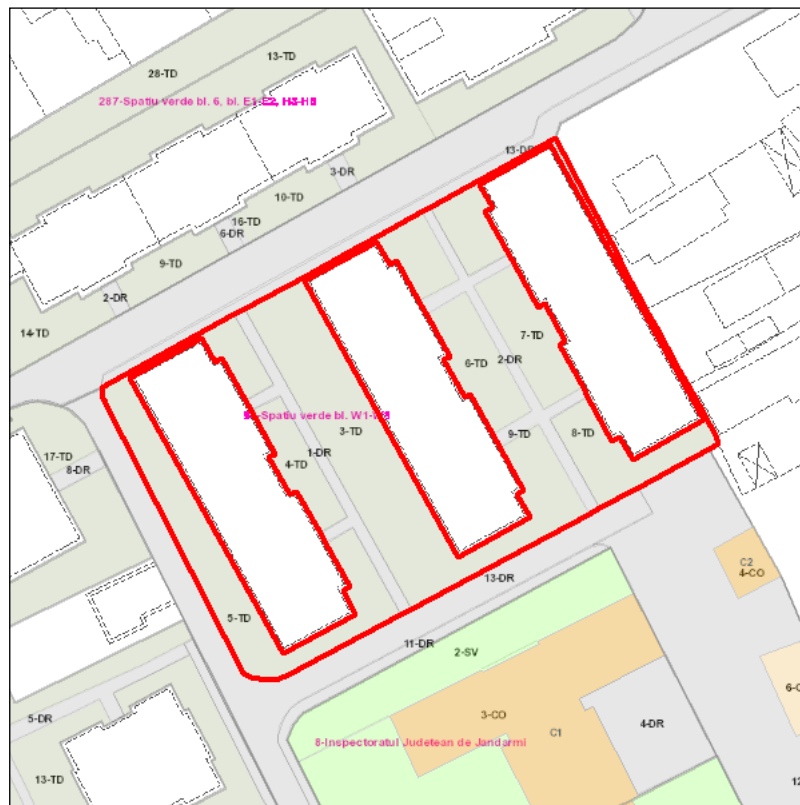 28-TD
13-TD
287-Spatiu verde bl. 6, bl. E1-E2, H3-H8
13-DR
3-DR
10-TD
16-TD
6-DR
9-TD
2-DR
14-TD
7-TD
6-TD
2-DR
-Spatiu verde bl. W1-
3-TD
9-TD
8-TD
1-DR
4-TD
17-TD
8-DR
C2
4-CO
13-DR
5-TD
11-DR
2-SV
6-C
5-DR
3-CO
C1
4-DR
8-Inspectoratul Judetean de Jandarmi
13-TD
12